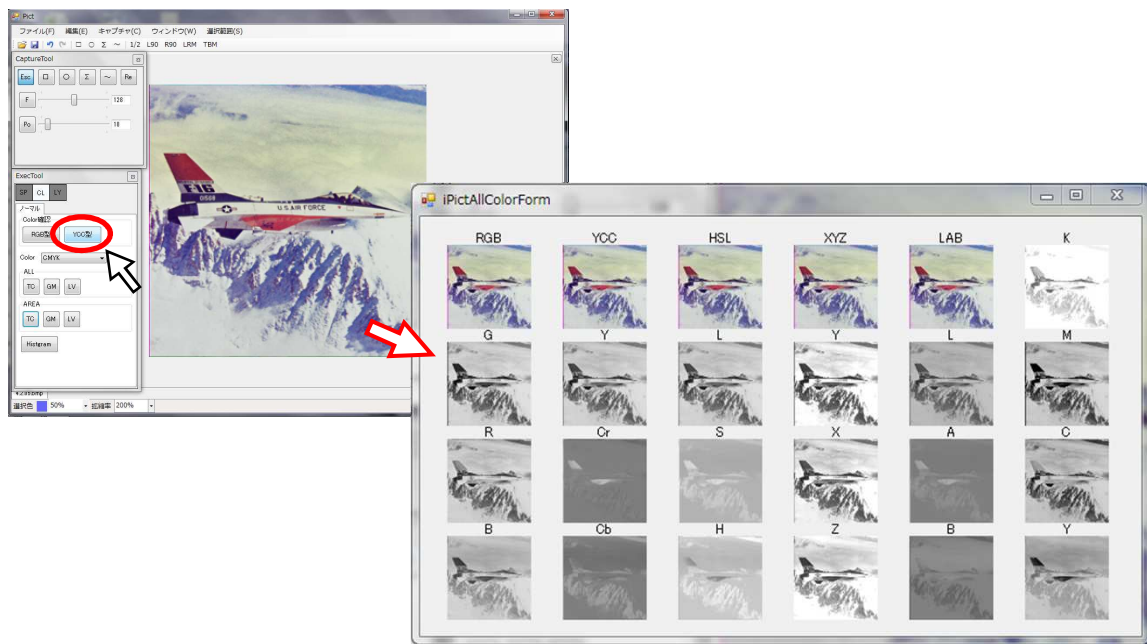 Pict
ファイル(F) 編集(E) キャプチャ(C) ウィンドウ(W) 選択範囲(S)
□ ○ Σ ～ 1/2 L90 R90 LRM TBM
CaptureTool
Esc □ ○ Σ ～ Re
F 128
Po 18
ExecTool
SP CL LY
ノーマル
Color確認
RGB型 YCC型
Color CMYK
ALL
TC GM LV
AREA
TC GM LV
Histgram
選択色 50% 拡縮率 200%
F-16
0508
U.S. AIR FORCE
iPictAllColorForm
RGB YCC HSL XYZ LAB K
G Y L Y L M
R Cr S X A C
B Cb H Z B Y